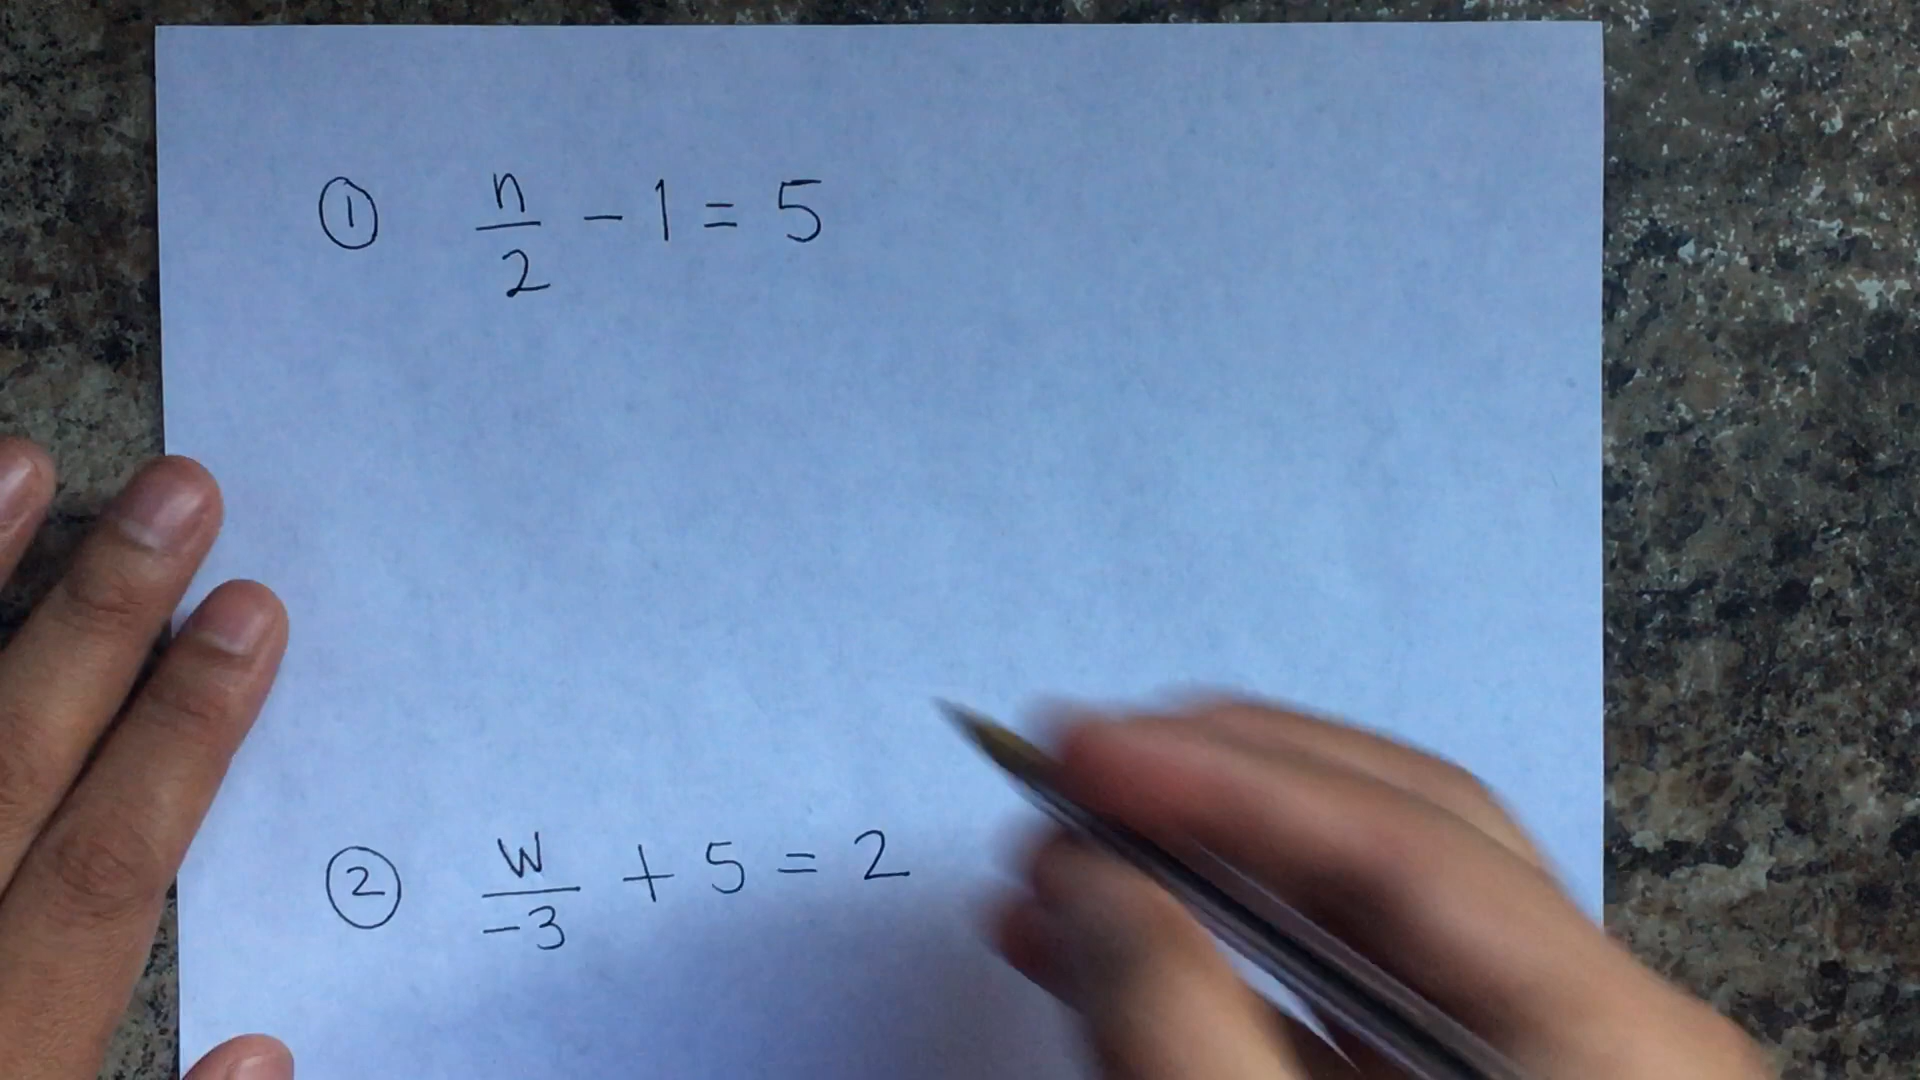 ① n/2 - 1 = 5
② w/-3 + 5 = 2